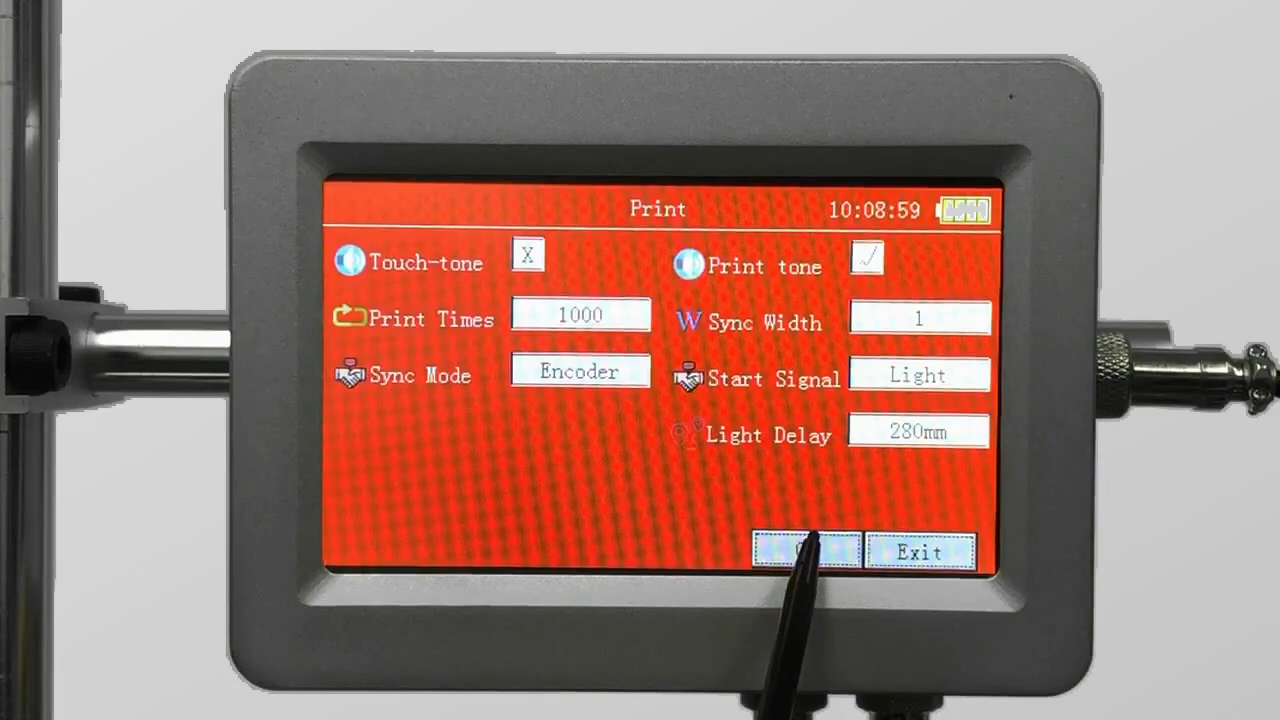 Print 10:08:59
Touch-tone X Print tone √
Print Times 1000 W Sync Width 1
Sync Mode Encoder Start Signal Light
Light Delay 280mm
Exit